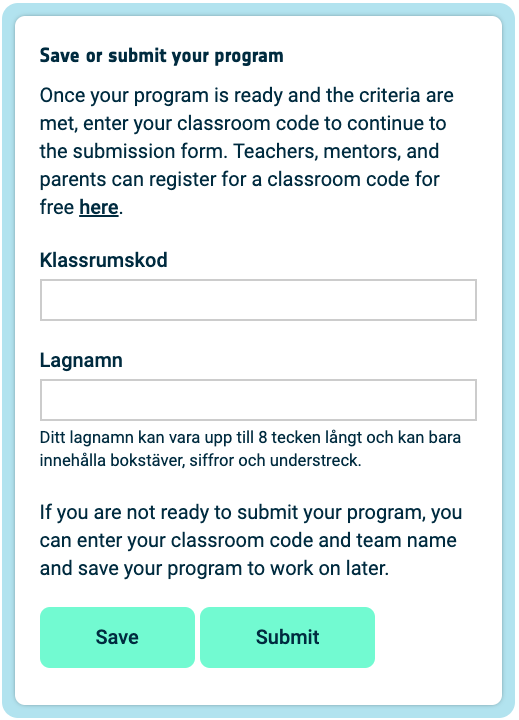 Save or submit your program
Once your program is ready and the criteria are
met, enter your classroom code to continue to
the submission form. Teachers, mentors, and
parents can register for a classroom code for
free here.
Klassrumskod
Lagnamn
Ditt lagnamn kan vara upp till 8 tecken långt och kan bara
innehålla bokstäver, siffror och understreck.
If you are not ready to submit your program, you
can enter your classroom code and team name
and save your program to work on later.
Save Submit